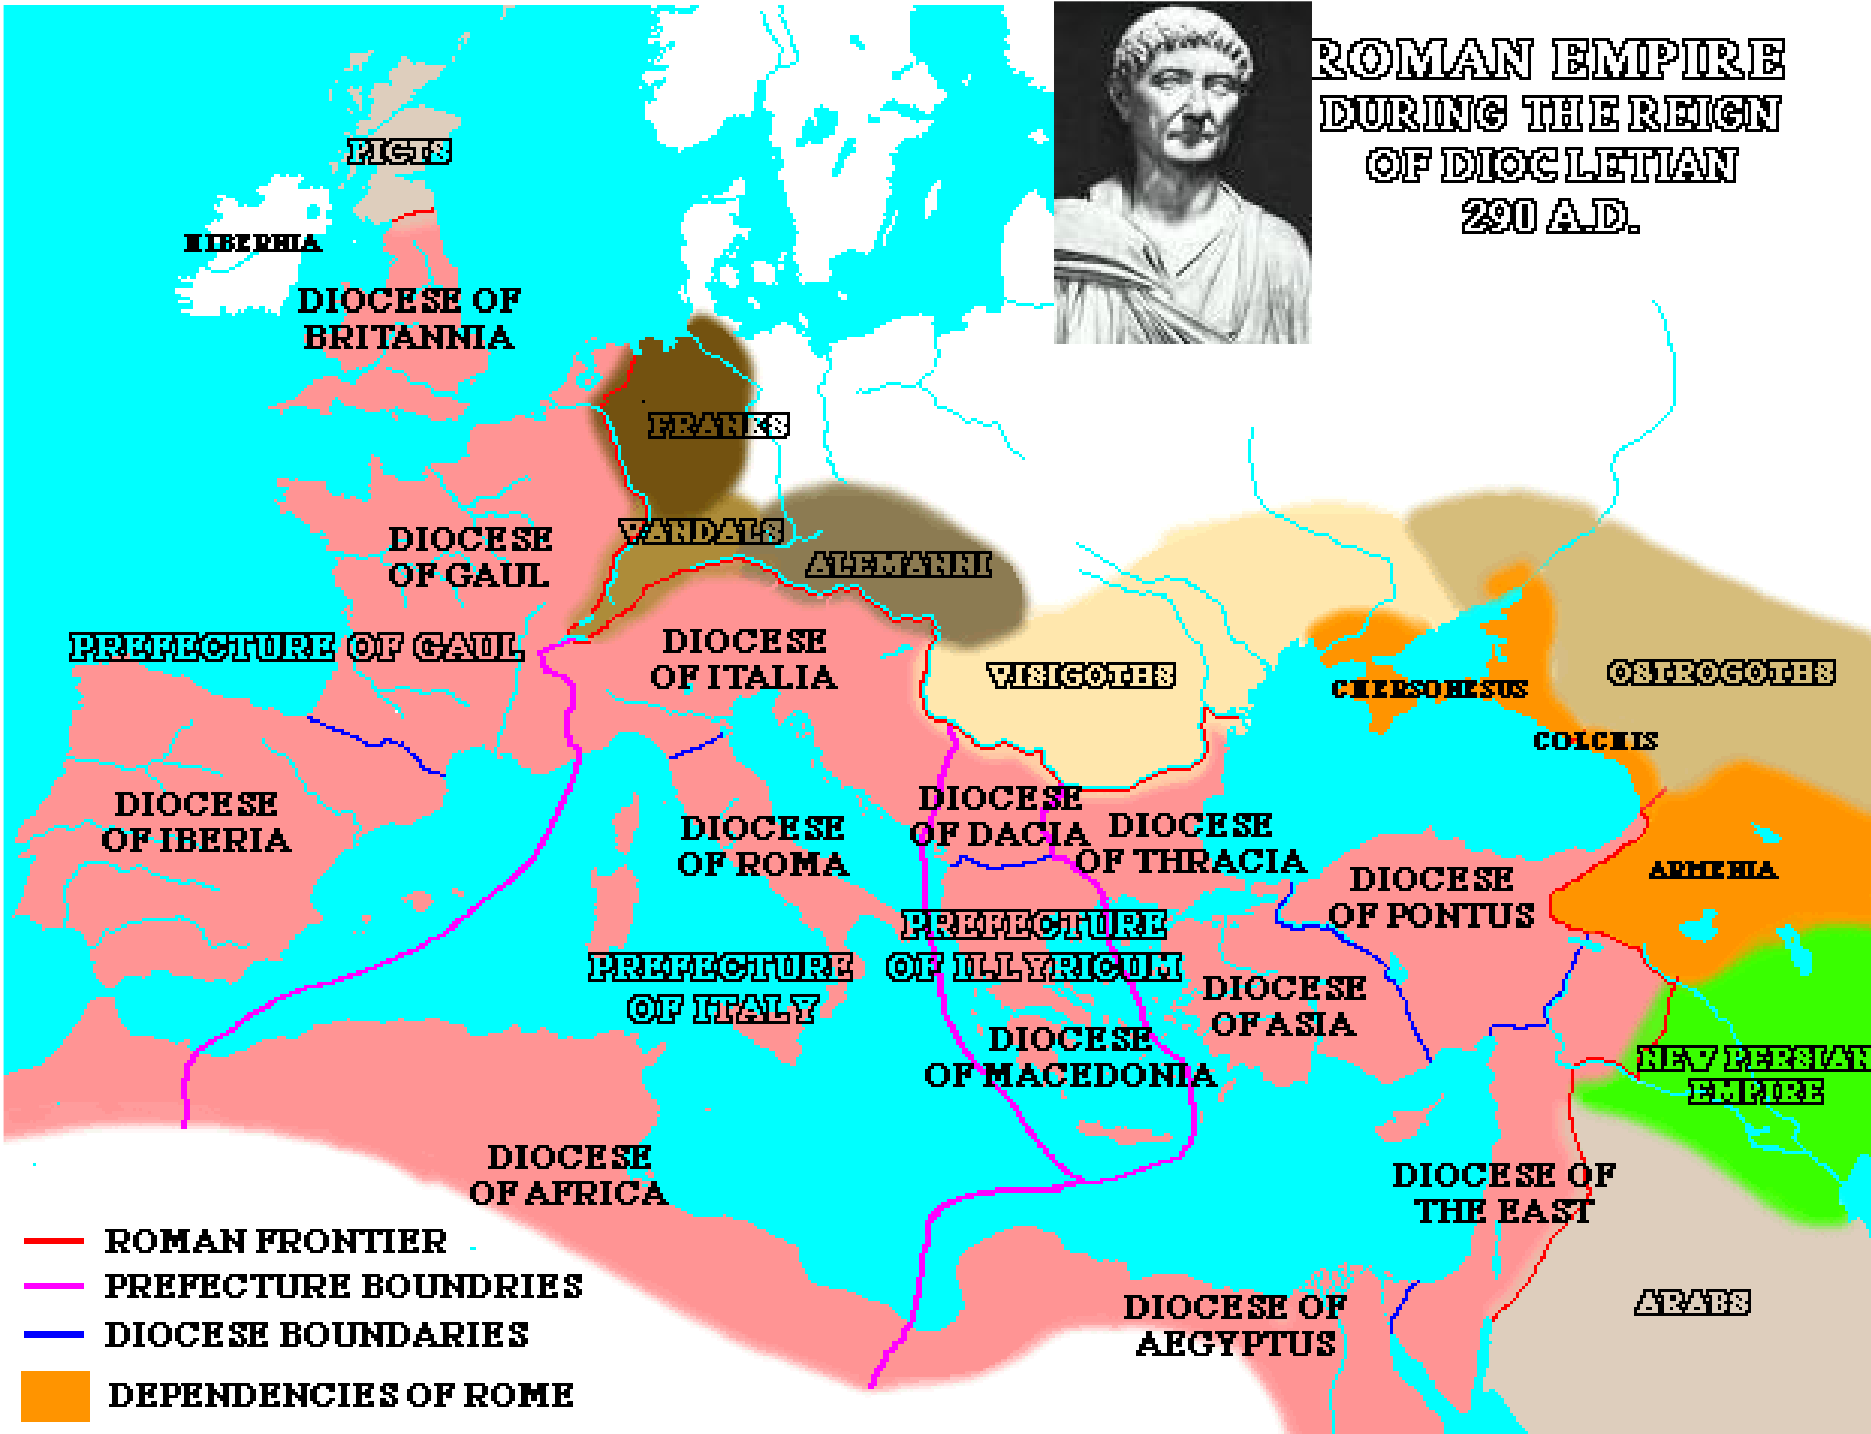 ROMAN EMPIRE
DURING THE REIGN
OF DIOCLETIAN
290 A.D.
PICTS
HIBERNIA
DIOCESE OF
BRITANNIA
FRANKS
VANDALS
ALEMANNI
DIOCESE
OF GAUL
PREFECTURE OF GAUL
DIOCESE
OF ITALIA
VISIGOTHS
CHERSONESUS
OSTROGOTHS
COLCHIS
DIOCESE
OF IBERIA
DIOCESE
OF ROMA
DIOCESE
OF DACIA
DIOCESE
OF THRACIA
DIOCESE
OF PONTUS
ARMENIA
PREFECTURE
OF ITALY
PREFECTURE
OF ILLYRICUM
DIOCESE
OF ASIA
DIOCESE
OF MACEDONIA
NEW PERSIAN
EMPIRE
DIOCESE
OF AFRICA
DIOCESE OF
THE EAST
DIOCESE OF
AEGYPTUS
ARABS
ROMAN FRONTIER
PREFECTURE BOUNDRIES
DIOCESE BOUNDARIES
DEPENDENCIES OF ROME